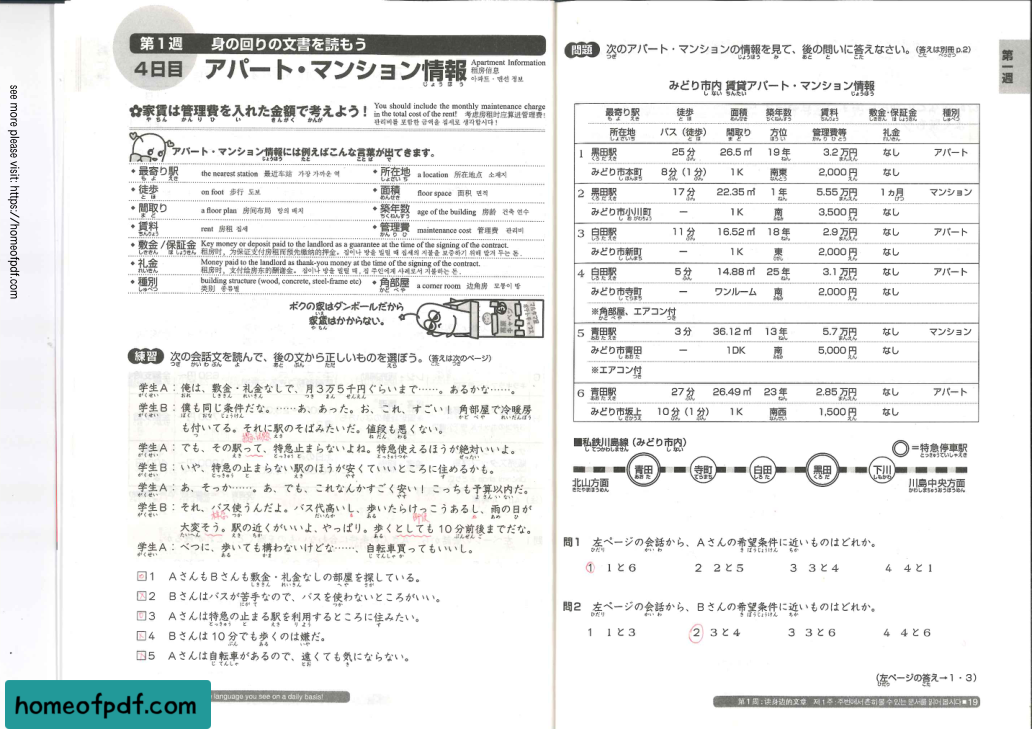 see more please visit: https://homeofpdf.com
第1週 身の回りの文書を読もう
4日目 アパート・マンション情報
じょうほう
Apartment Information
租房信息
아파트・맨션 정보
✿家賃は管理費を入れた金額で考えよう！
や ちん かん り ひ い きんがく かんが
You should include the monthly maintenance charge
in the total cost of the rent! 考虑房租时应算进管理费!
관리비를 포함한 금액을 집세로 생각합시다!
アパート・マンション情報には例えばこんな言葉が出てきます。
◆最寄り駅 the nearest station 最近车站 가장 가까운 역
◆所在地 a location 所在地点 소재지
◆徒歩 on foot 步行 도보
◆面積 floor space 面积 면적
◆間取り a floor plan 房间布局 방의 배치
◆築年数 age of the building 房龄 건축 연수
◆賃料 rent 房租 집세
◆管理費 maintenance cost 管理费 관리비
◆敷金/保証金 Key money or deposit paid to the landlord as a guarantee at the time of the signing of the contract.
租房时，为保证支付房租而预先缴纳的押金。
◆礼金 Money paid to the landlord as thank-you money at the time of the signing of the contract.
租房时，支付给房东的酬谢金。
◆種別 building structure (wood, concrete, steel-frame etc)
类别 종류별
◆角部屋 a corner room 边角房 모퉁이 방
ボクの家はダンボールだから
家賃はかからない。
練習 次の会話文を読んで、後の文から正しいものを選ぼう。（答えは次のページ）
学生A：俺は、敷金・礼金なしで、月3万5千円ぐらいまで……。あるかな……。
学生B：僕も同じ条件だな。……あ、あった。お、これ、すごい！ 角部屋で冷暖房
も付いてる。それに駅のそばみたいだ。値段も悪くない。
学生A：でも、その駅って、特急止まらないよね。特急使えるほうが絶対いいよ。
学生B：いや、特急の止まらない駅のほうが安くていいところに住めるかも。
学生A：あ、そっか……。あ、でも、これなんかすごく安い！ こっちも予算以内だ。
学生B：それ、バス使うんだよ。バス代高いし、歩いたらけっこうあるし、雨の日が
大変そう。駅の近くがいいよ、やっぱり。歩くとしても10分前後までだな。
学生A：べつに、歩いても構わないけどな……、自転車買ってもいいし。
1 AさんもBさんも敷金・礼金なしの部屋を探している。
2 Bさんはバスが苦手なので、バスを使わないところがいい。
3 Aさんは特急の止まる駅を利用するところに住みたい。
4 Bさんは10分でも歩くのは嫌だ。
5 Aさんは自転車があるので、遠くても気にならない。
language you see on a daily basis!
homeofpdf.com
第一週
問題 次のアパート・マンションの情報を見て、後の問いに答えなさい。（答えは別冊p.2）
みどり市内 賃貸アパート・マンション情報
最寄り駅 徒歩 面積 築年数 賃料 敷金・保証金 種別
所在地 バス（徒歩） 間取り 方位 管理費等 礼金
1 黒田駅 25分 26.5㎡ 19年 3.2万円 なし アパート
みどり市本町 8分（1分） 1K 南東 2,000円 なし
2 黒田駅 17分 22.35㎡ 1年 5.55万円 1ヵ月 マンション
みどり市小川町 － 1K 南 3,500円 なし
3 白田駅 11分 16.52㎡ 18年 2.9万円 なし アパート
みどり市新町 － 1K 東 2,000円 なし
4 白田駅 5分 14.88㎡ 25年 3.1万円 なし アパート
みどり市寺町 － ワンルーム 南 2,000円 なし
※角部屋、エアコン付
5 青田駅 3分 36.12㎡ 13年 5.7万円 なし マンション
みどり市青田 － 1DK 南 5,000円 なし
※エアコン付
6 青田駅 27分 26.49㎡ 23年 2.85万円 なし アパート
みどり市坂上 10分（1分） 1K 南西 1,500円 なし
■私鉄川島線（みどり市内） ◎＝特急停車駅
青田 寺町 白田 黒田 下川
北山方面 川島中央方面
問1 左ページの会話から、Aさんの希望条件に近いものはどれか。
1 1と6 2 2と5 3 3と4 4 4と1
問2 左ページの会話から、Bさんの希望条件に近いものはどれか。
1 1と3 2 3と4 3 3と6 4 4と6
（左ページの答え→1・3）
■19